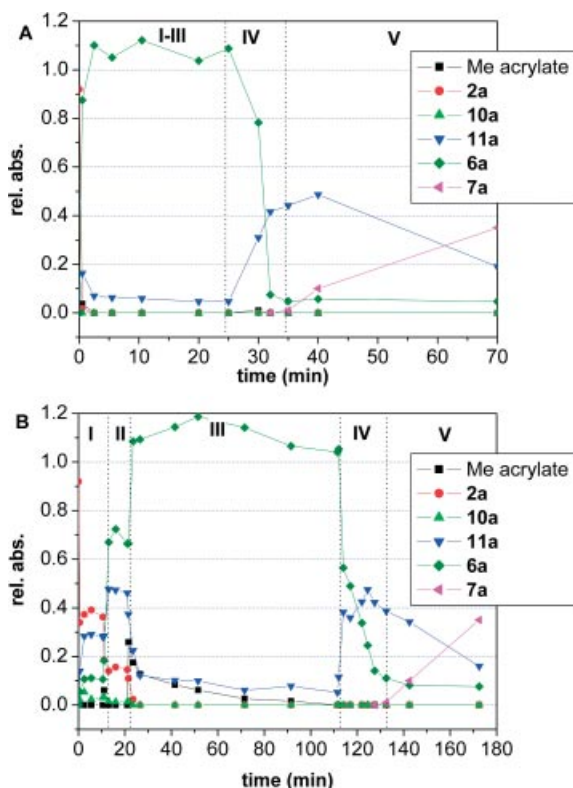 A
I-III IV V
Me acrylate
2a
10a
11a
6a
7a
rel. abs.
1.2
1.0
0.8
0.6
0.4
0.2
0.0
0 10 20 30 40 50 60 70
time (min)
B
I II III IV V
Me acrylate
2a
10a
11a
6a
7a
rel. abs.
1.2
1.0
0.8
0.6
0.4
0.2
0.0
0 20 40 60 80 100 120 140 160 180
time (min)